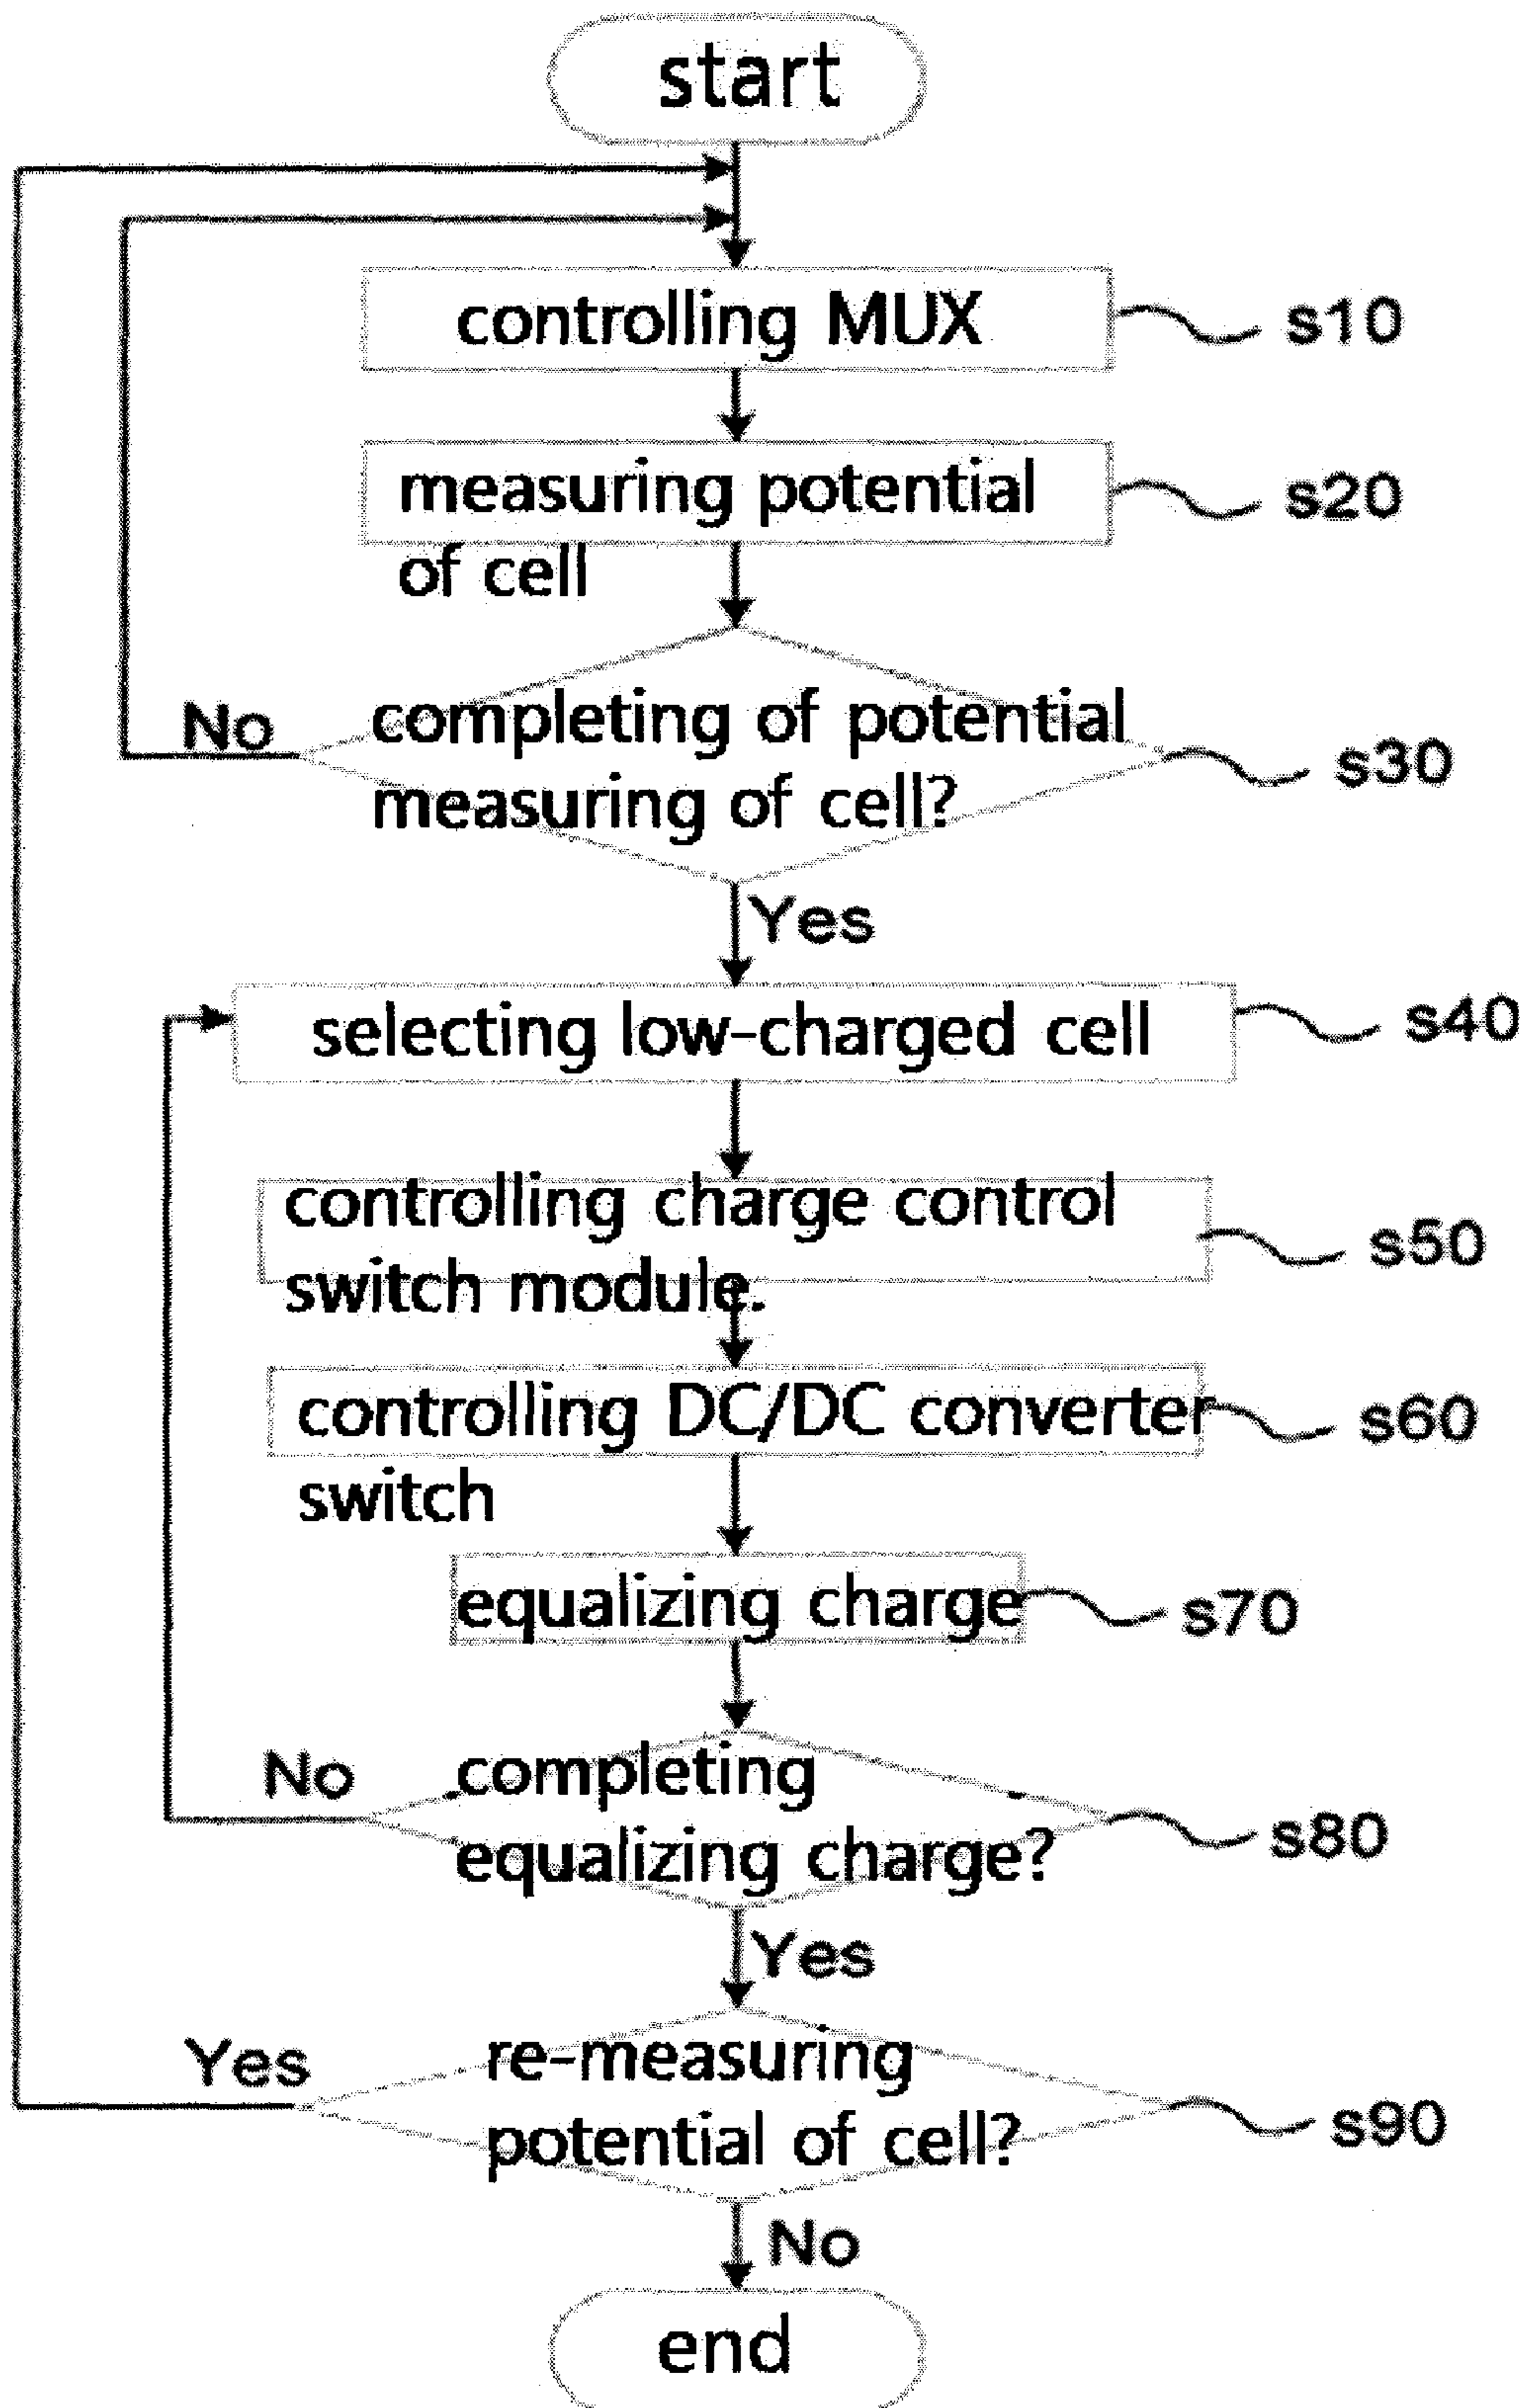 start
controlling MUX
s10
measuring potential
of cell
s20
No
completing of potential
measuring of cell?
s30
Yes
selecting low-charged cell
s40
controlling charge control
switch module.
s50
controlling DC/DC converter
switch
s60
equalizing charge
s70
No
completing
equalizing charge?
s80
Yes
Yes
re-measuring
potential of cell?
s90
No
end